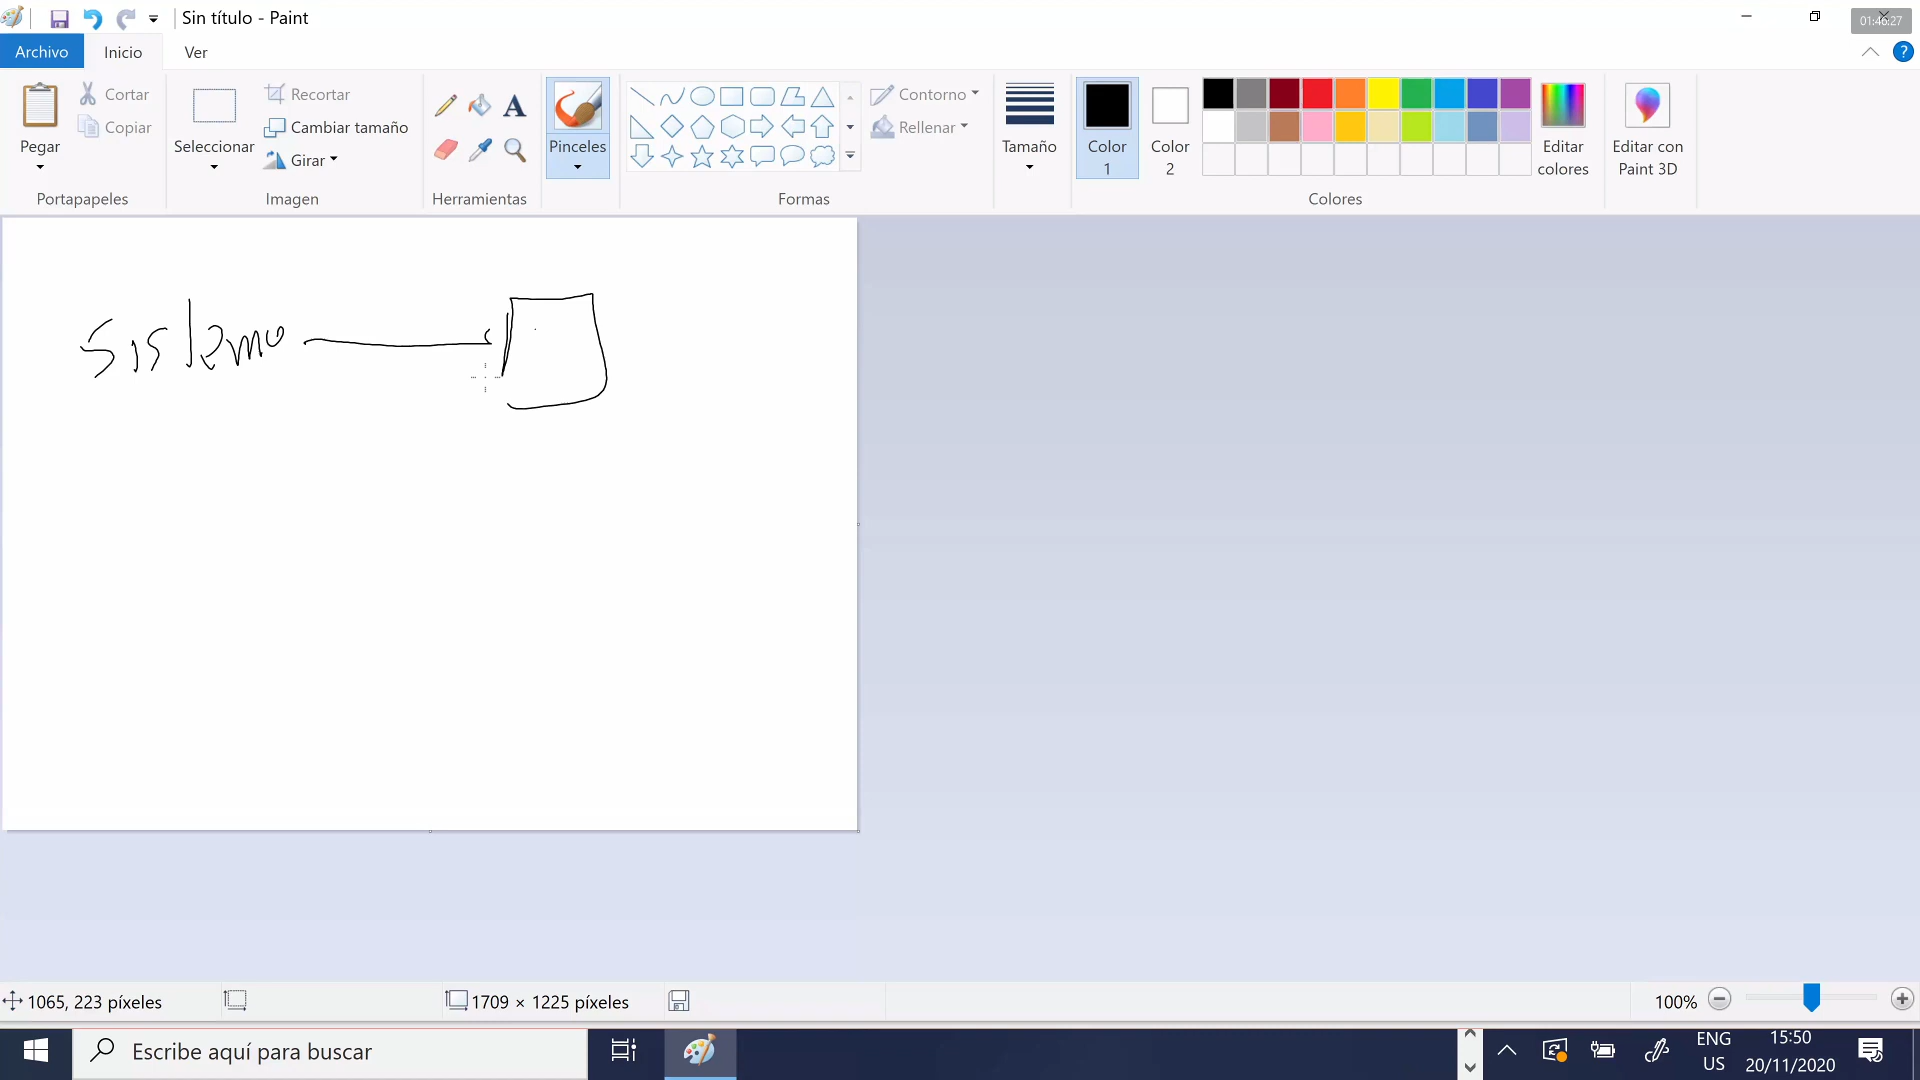 Sin título - Paint
01:46:27
Archivo Inicio Ver
Pegar
Cortar
Copiar
Portapapeles
Seleccionar
Recortar
Cambiar tamaño
Girar
Imagen
A
Herramientas
Pinceles
Formas
Contorno
Rellenar
Tamaño
Color
1
Color
2
Colores
Editar
colores
Editar con
Paint 3D
?
Sistema
1065, 223 píxeles
1709 × 1225 píxeles
100%
Escribe aquí para buscar
ENG
US
15:50
20/11/2020